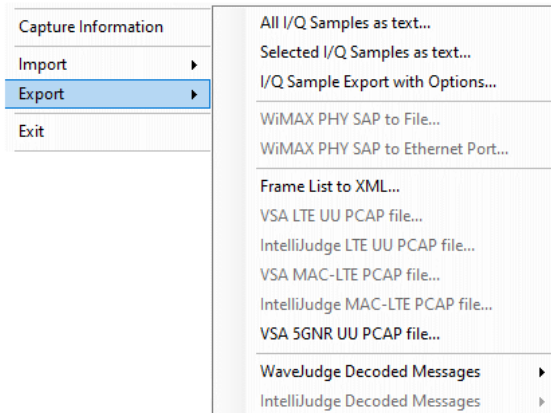 Capture Information
Import
Export
Exit
All I/Q Samples as text...
Selected I/Q Samples as text...
I/Q Sample Export with Options...
WiMAX PHY SAP to File...
WiMAX PHY SAP to Ethernet Port...
Frame List to XML...
VSA LTE UU PCAP file...
IntelliJudge LTE UU PCAP file...
VSA MAC-LTE PCAP file...
IntelliJudge MAC-LTE PCAP file...
VSA 5GNR UU PCAP file...
WaveJudge Decoded Messages
IntelliJudge Decoded Messages